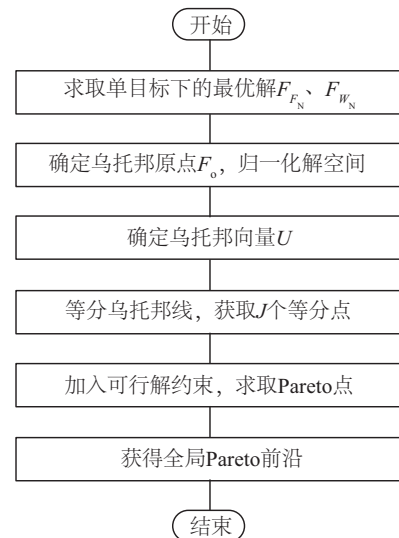 开始
求取单目标下的最优解F_{F_N}、F_{W_N}
确定乌托邦原点F_o，归一化解空间
确定乌托邦向量U
等分乌托邦线，获取J个等分点
加入可行解约束，求取Pareto点
获得全局Pareto前沿
结束